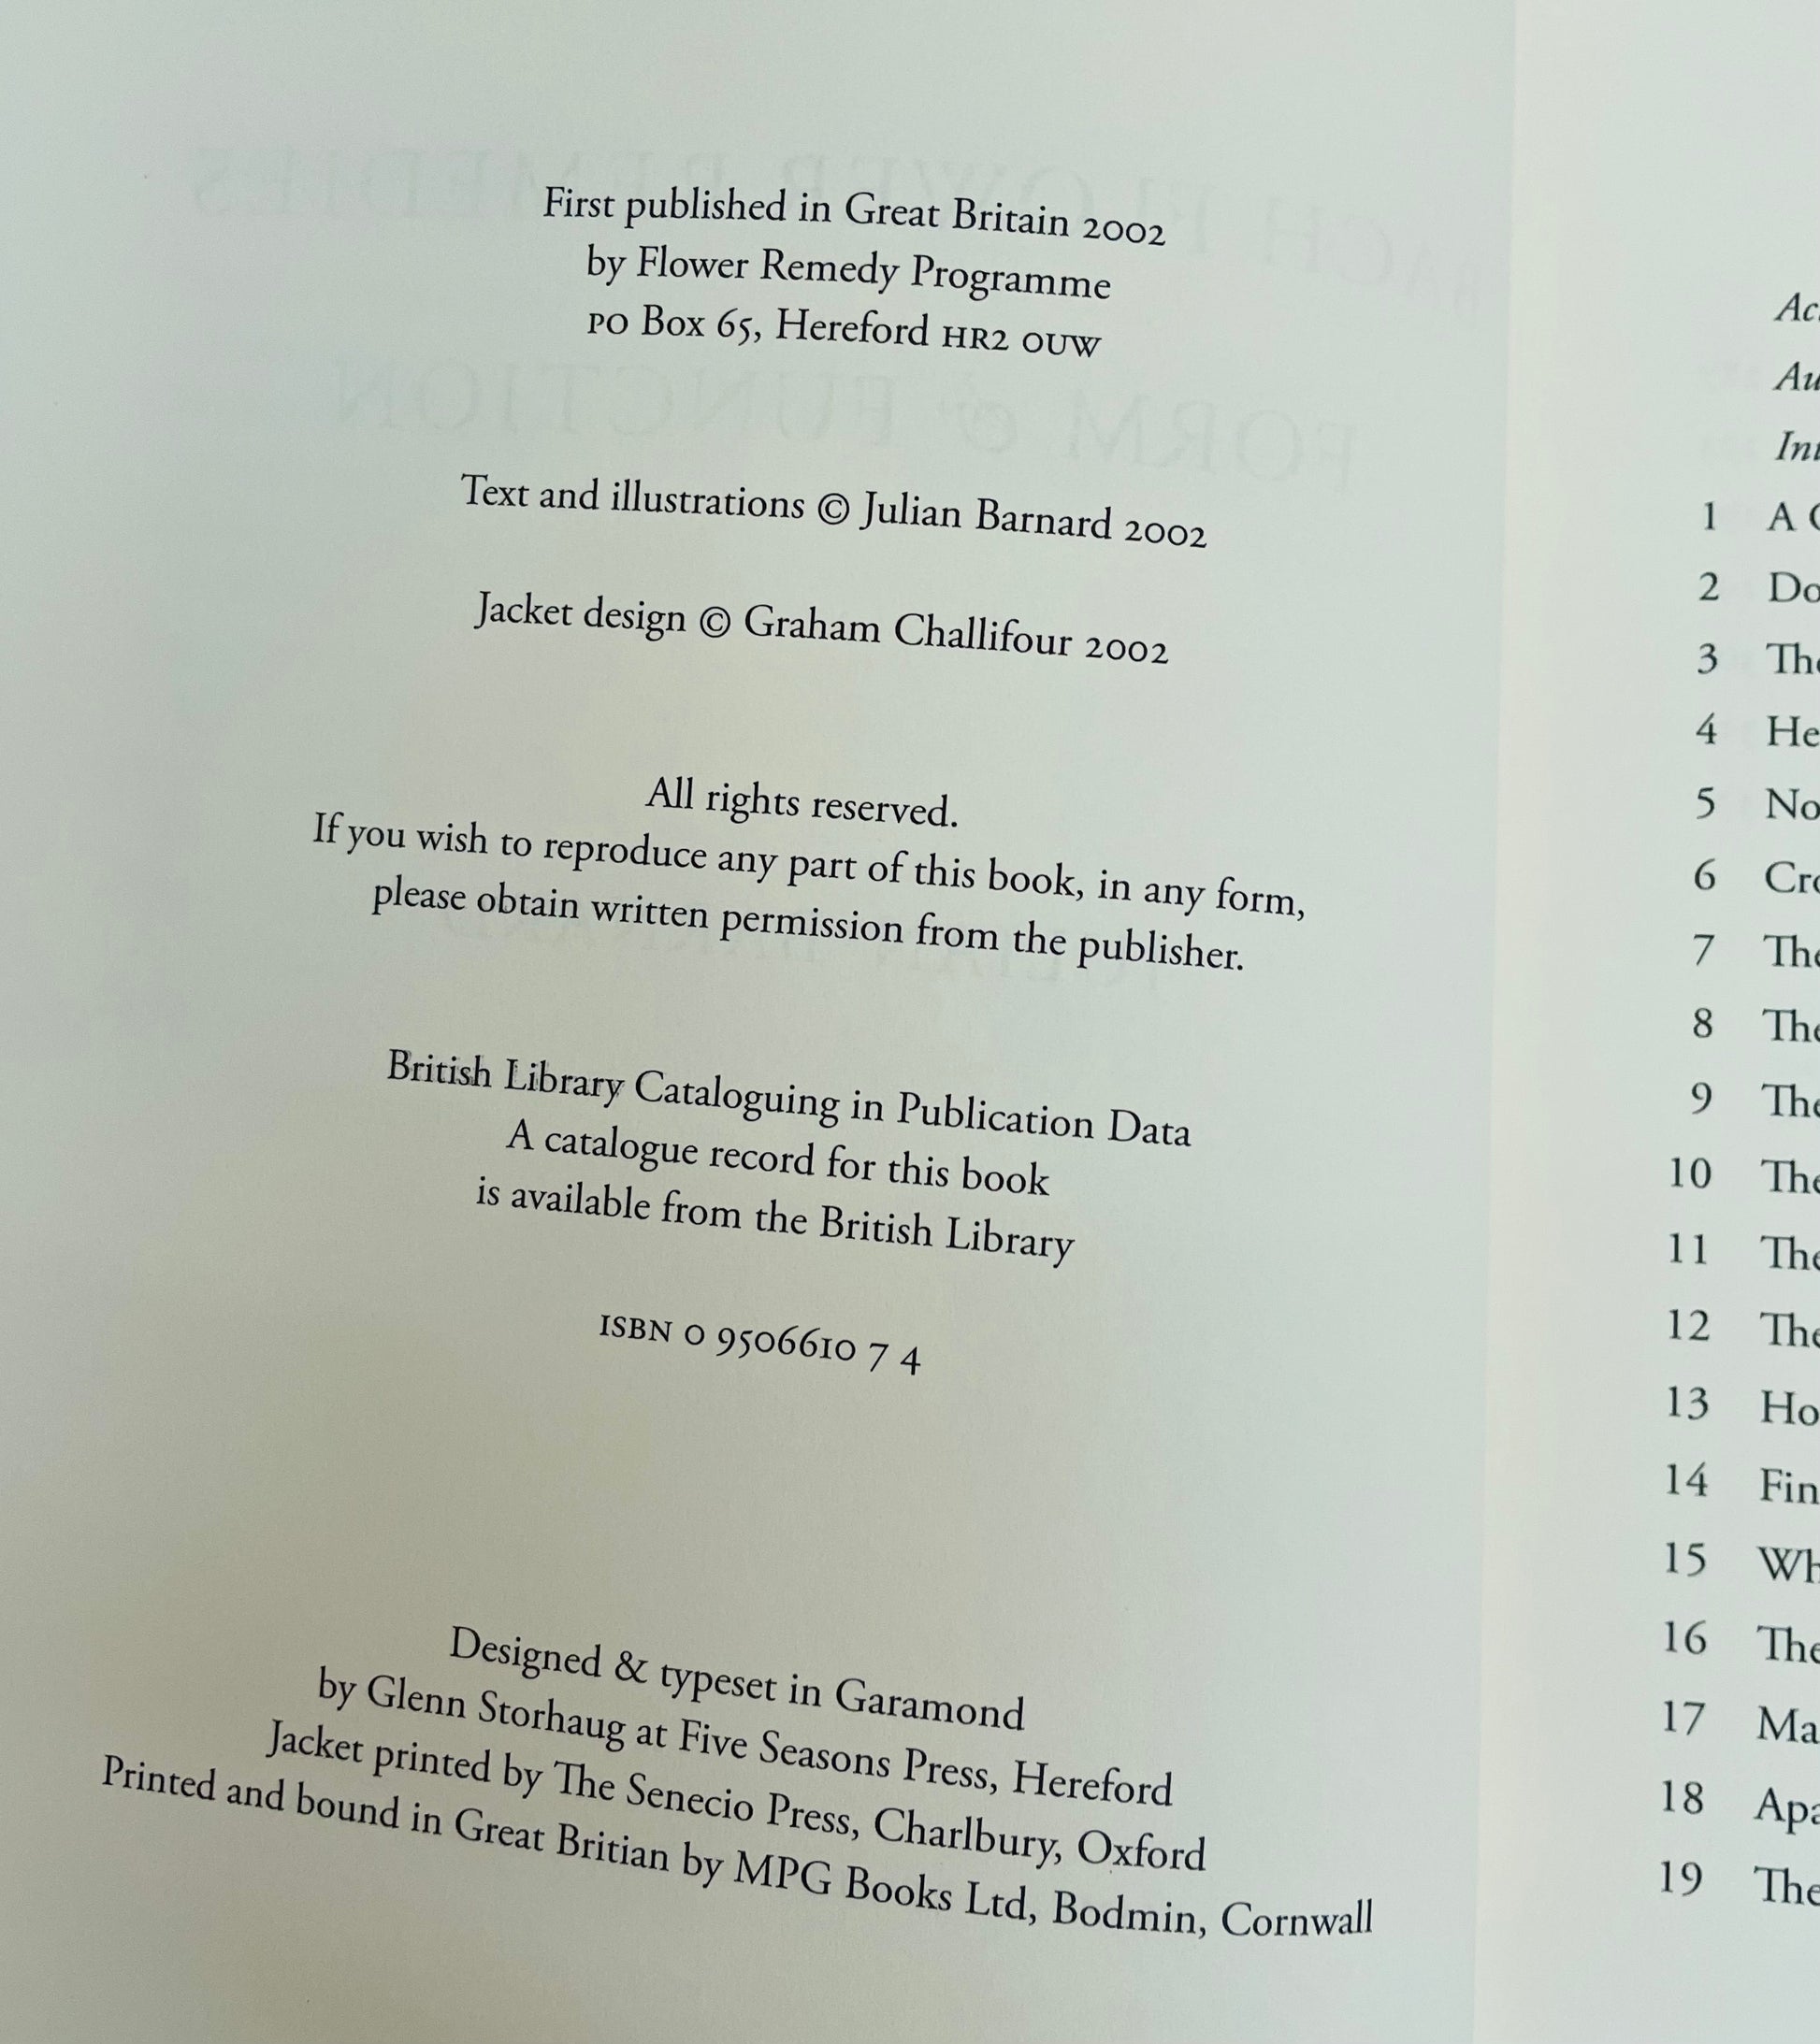 First published in Great Britain 2002
by Flower Remedy Programme
PO Box 65, Hereford HR2 0UW
Text and illustrations © Julian Barnard 2002
Jacket design © Graham Challifour 2002
All rights reserved.
If you wish to reproduce any part of this book, in any form,
please obtain written permission from the publisher.
British Library Cataloguing in Publication Data
A catalogue record for this book
is available from the British Library
ISBN 0 9506610 7 4
Designed & typeset in Garamond
by Glenn Storhaug at Five Seasons Press, Hereford
Jacket printed by The Senecio Press, Charlbury, Oxford
Printed and bound in Great Britian by MPG Books Ltd, Bodmin, Cornwall
1 A
2
3
4
5
6
7
8
9
10
11
12
13
14
15
16
17
18
19